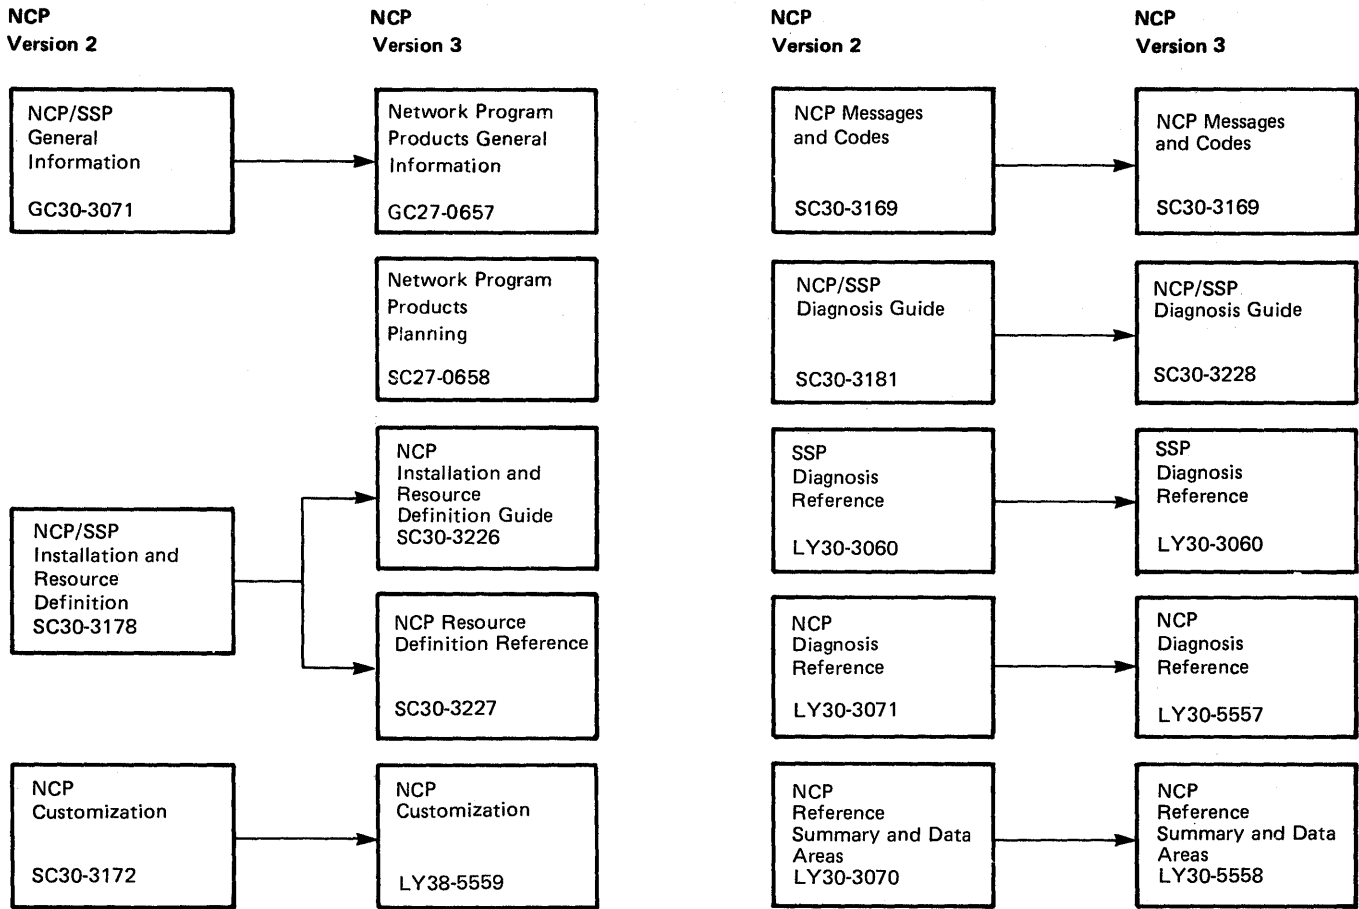 NCP
Version 2
NCP
Version 3
NCP/SSP
General
Information
GC30-3071
Network Program
Products General
Information
GC27-0657
Network Program
Products
Planning
SC27-0658
NCP/SSP
Installation and
Resource
Definition
SC30-3178
NCP
Installation and
Resource
Definition Guide
SC30-3226
NCP Resource
Definition Reference
SC30-3227
NCP
Customization
SC30-3172
NCP
Customization
LY38-5559
NCP
Version 2
NCP
Version 3
NCP Messages
and Codes
SC30-3169
NCP Messages
and Codes
SC30-3169
NCP/SSP
Diagnosis Guide
SC30-3181
NCP/SSP
Diagnosis Guide
SC30-3228
SSP
Diagnosis
Reference
LY30-3060
SSP
Diagnosis
Reference
LY30-3060
NCP
Diagnosis
Reference
LY30-3071
NCP
Diagnosis
Reference
LY30-5557
NCP
Reference
Summary and Data
Areas
LY30-3070
NCP
Reference
Summary and Data
Areas
LY30-5558